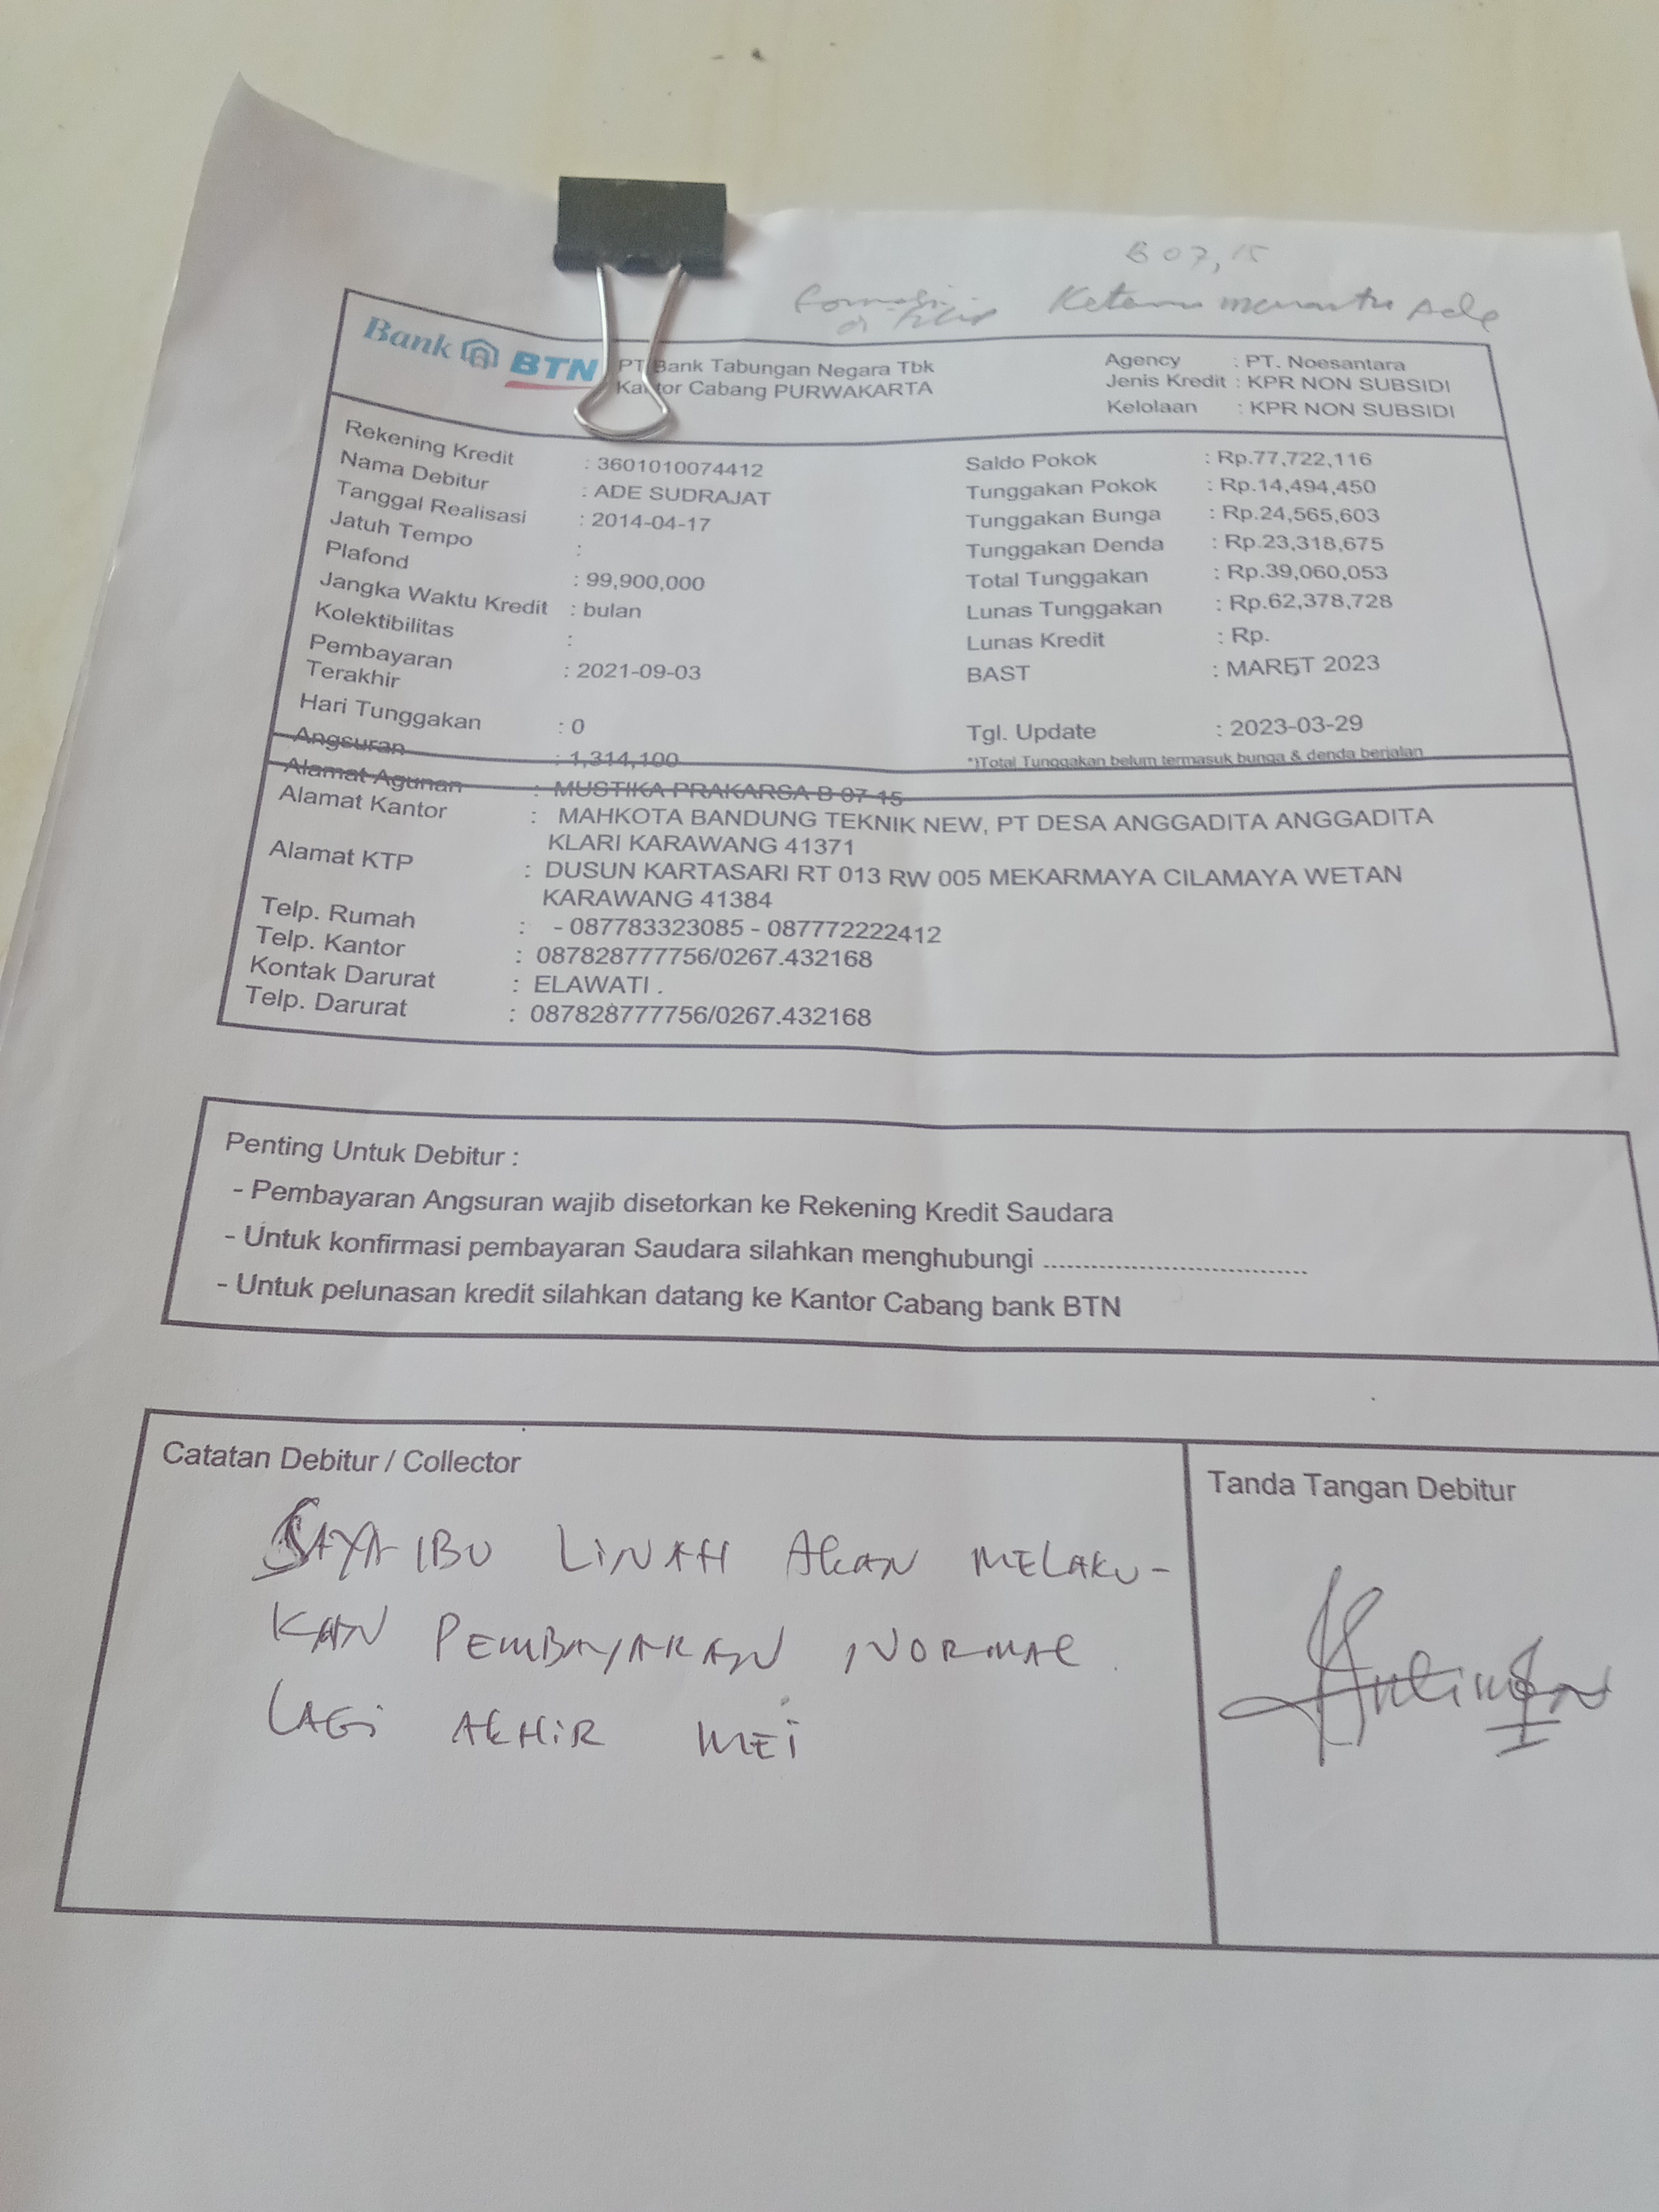 B 07, 15
Ketemu menantu Ade
Bank BTN
PT Bank Tabungan Negara Tbk
Kantor Cabang PURWAKARTA
Agency : PT. Noesantara
Jenis Kredit : KPR NON SUBSIDI
Kelolaan : KPR NON SUBSIDI
Rekening Kredit : 3601010074412
Nama Debitur : ADE SUDRAJAT
Tanggal Realisasi : 2014-04-17
Jatuh Tempo :
Plafond : 99,900,000
Jangka Waktu Kredit : bulan
Kolektibilitas :
Pembayaran Terakhir : 2021-09-03
Hari Tunggakan : 0
Angsuran : 1,314,100
Saldo Pokok : Rp.77,722,116
Tunggakan Pokok : Rp.14,494,450
Tunggakan Bunga : Rp.24,565,603
Tunggakan Denda : Rp.23,318,675
Total Tunggakan : Rp.39,060,053
Lunas Tunggakan : Rp.62,378,728
Lunas Kredit : Rp.
BAST : MARET 2023
Tgl. Update : 2023-03-29
*)Total Tunggakan belum termasuk bunga & denda berjalan
Alamat Agunan : MUSTIKA PRAKARSA B 07 15
Alamat Kantor : MAHKOTA BANDUNG TEKNIK NEW, PT DESA ANGGADITA ANGGADITA
KLARI KARAWANG 41371
Alamat KTP : DUSUN KARTASARI RT 013 RW 005 MEKARMAYA CILAMAYA WETAN
KARAWANG 41384
Telp. Rumah : - 087783323085 - 087772222412
Telp. Kantor : 087828777756/0267.432168
Kontak Darurat : ELAWATI .
Telp. Darurat : 087828777756/0267.432168
Penting Untuk Debitur :
- Pembayaran Angsuran wajib disetorkan ke Rekening Kredit Saudara
- Untuk konfirmasi pembayaran Saudara silahkan menghubungi ..................................
- Untuk pelunasan kredit silahkan datang ke Kantor Cabang bank BTN
Catatan Debitur / Collector
SAYA IBU LINAH AKAN MELAKU-
KAN PEMBAYARAN NORMAL
LAGI AKHIR MEI
Tanda Tangan Debitur